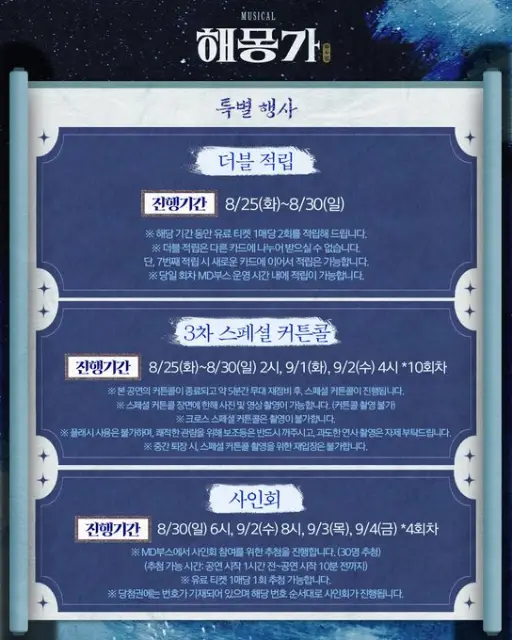 MUSICAL
해몽가
특별 행사
더블 적립
진행기간 8/25(화)~8/30(일)
※ 해당 기간 동안 유료 티켓 1매당 2회를 적립해 드립니다.
※ 더블 적립은 다른 카드에 나누어 받으실 수 없습니다.
단, 7번째 적립 시 새로운 카드에 이어서 적립은 가능합니다.
※ 당일 회차 MD부스 운영 시간 내에 적립이 가능합니다.
3차 스페셜 커튼콜
진행기간 8/25(화)~8/30(일) 2시, 9/1(화), 9/2(수) 4시 *10회차
※ 본 공연의 커튼콜이 종료되고 약 5분간 무대 재정비 후, 스페셜 커튼콜이 진행됩니다.
※ 스페셜 커튼콜 장면에 한해 사진 및 영상 촬영이 가능합니다. (커튼콜 촬영 불가)
※ 크로스 스페셜 커튼콜은 촬영이 불가합니다.
※ 플래시 사용은 불가하며, 쾌적한 관람을 위해 보조등은 반드시 꺼주시고, 과도한 연사 촬영은 자제 부탁드립니다.
※ 중간 퇴장 시, 스페셜 커튼콜 촬영을 위한 재입장은 불가합니다.
사인회
진행기간 8/30(일) 6시, 9/2(수) 8시, 9/3(목), 9/4(금) *4회차
※ MD부스에서 사인회 참여를 위한 추첨을 진행합니다. (30명 추첨)
(추첨 가능 시간: 공연 시작 1시간 전~공연 시작 10분 전까지)
※ 유료 티켓 1매당 1회 추첨 가능합니다.
※ 당첨권에는 번호가 기재되어 있으며 해당 번호 순서대로 사인회가 진행됩니다.